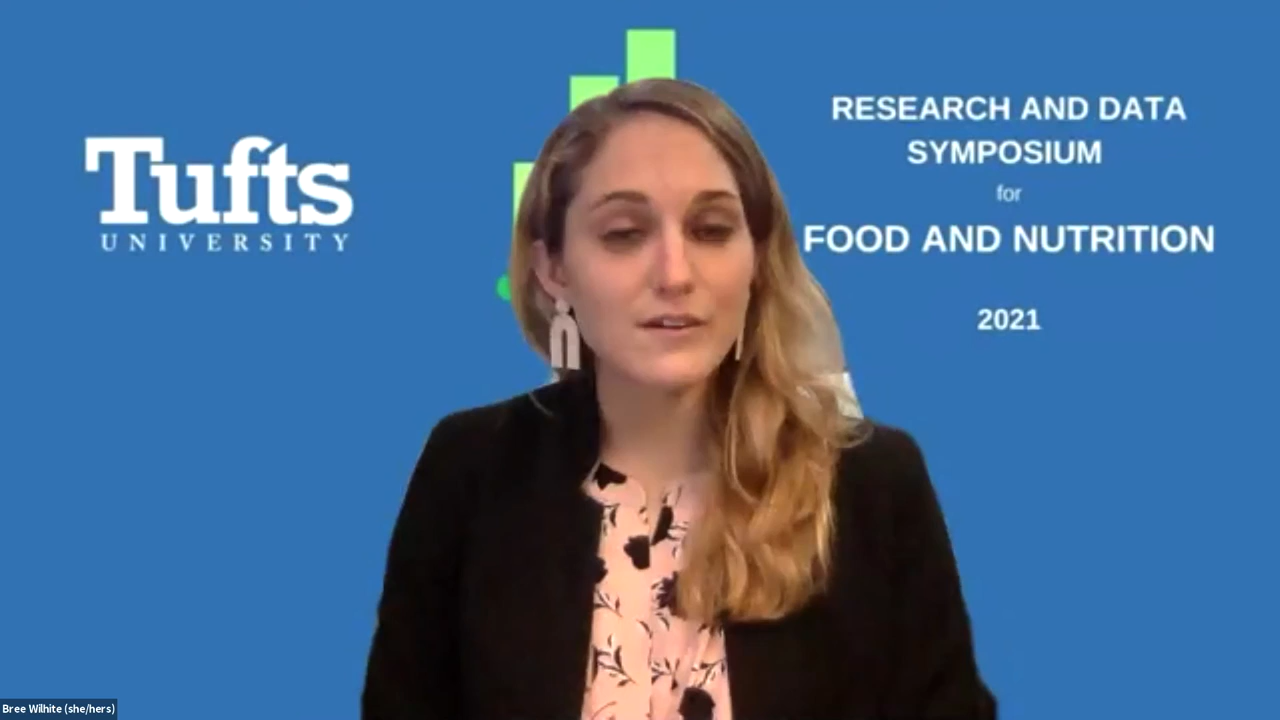 Tufts
UNIVERSITY
RESEARCH AND DATA
SYMPOSIUM
for
FOOD AND NUTRITION
2021
Bree Wilhite (she/hers)